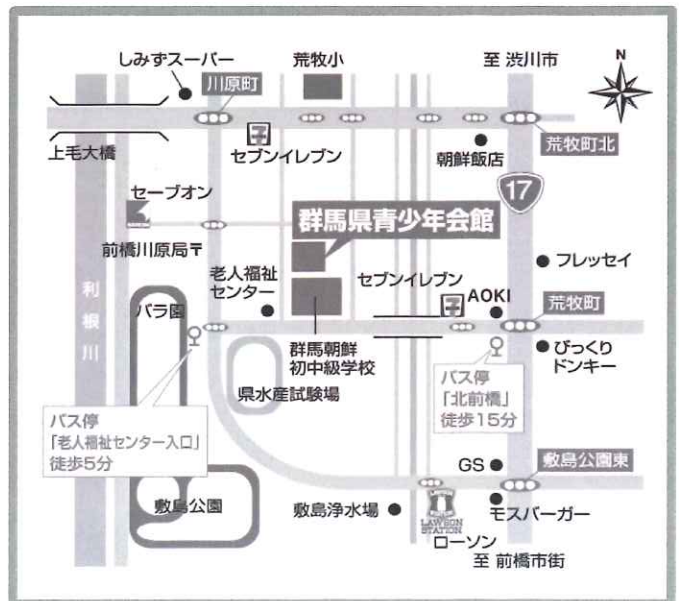 しみずスーパー
荒牧小
至 渋川市
N
川原町
上毛大橋
セブンイレブン
朝鮮飯店
荒牧町北
17
セーブオン
群馬県青少年会館
前橋川原局〒
フレッセイ
老人福祉
センター
セブンイレブン
AOKI
荒牧町
利根川
バラ園
群馬朝鮮
初中級学校
びっくり
ドンキー
県水産試験場
バス停
「北前橋」
徒歩15分
バス停
「老人福祉センター入口」
徒歩5分
GS
敷島公園東
敷島公園
敷島浄水場
LAWSON
STATION
モスバーガー
ローソン
至 前橋市街